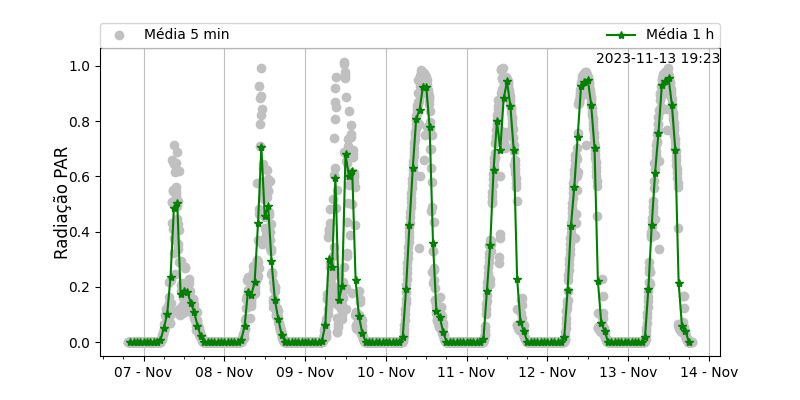 Média 5 min
Média 1 h
2023-11-13 19:23
Radiação PAR
1.0
0.8
0.6
0.4
0.2
0.0
07 - Nov
08 - Nov
09 - Nov
10 - Nov
11 - Nov
12 - Nov
13 - Nov
14 - Nov